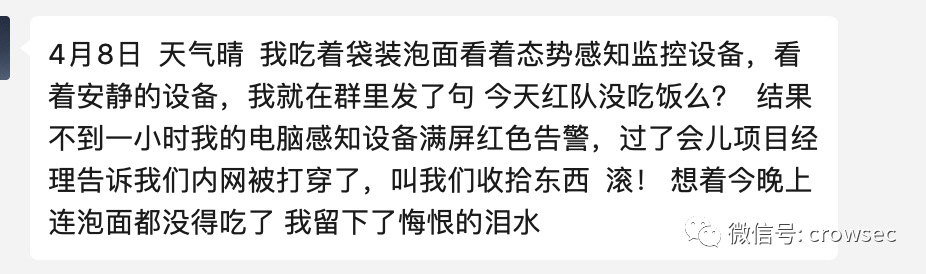 4月8日  天气晴  我吃着袋装泡面看着态势感知监控设备，看
着安静的设备，我就在群里发了句 今天红队没吃饭么？  结果
不到一小时我的电脑感知设备满屏红色告警，过了会儿项目经
理告诉我们内网被打穿了，叫我们收拾东西  滚！ 想着今晚上
连泡面都没得吃了 我留下了悔恨的泪水
微信号: crowsec